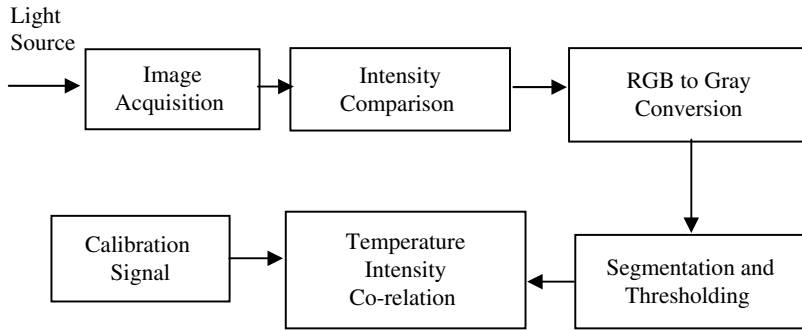 Light
Source
Image
Acquisition
Intensity
Comparison
RGB to Gray
Conversion
Calibration
Signal
Temperature
Intensity
Co-relation
Segmentation and
Thresholding